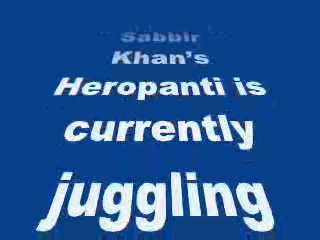 Sabbir
Khan's
Heropanti is
currently
juggling